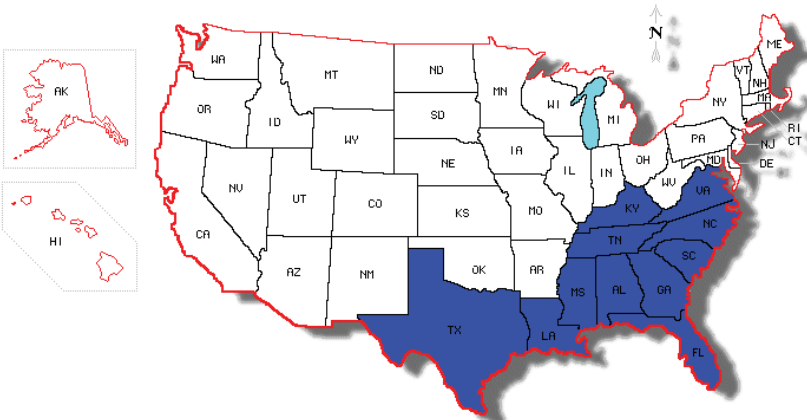 N
ME
WA
VT
NH
MT
ND
MN
AK
MA
OR
NY
WI
MI
RI
CT
ID
SD
WY
PA
NJ
IA
NE
OH
MD
DE
IL
IN
NV
WV
VA
UT
CO
KS
MO
KY
NC
CA
HI
TN
SC
OK
AR
AZ
NM
MS
AL
GA
TX
LA
FL